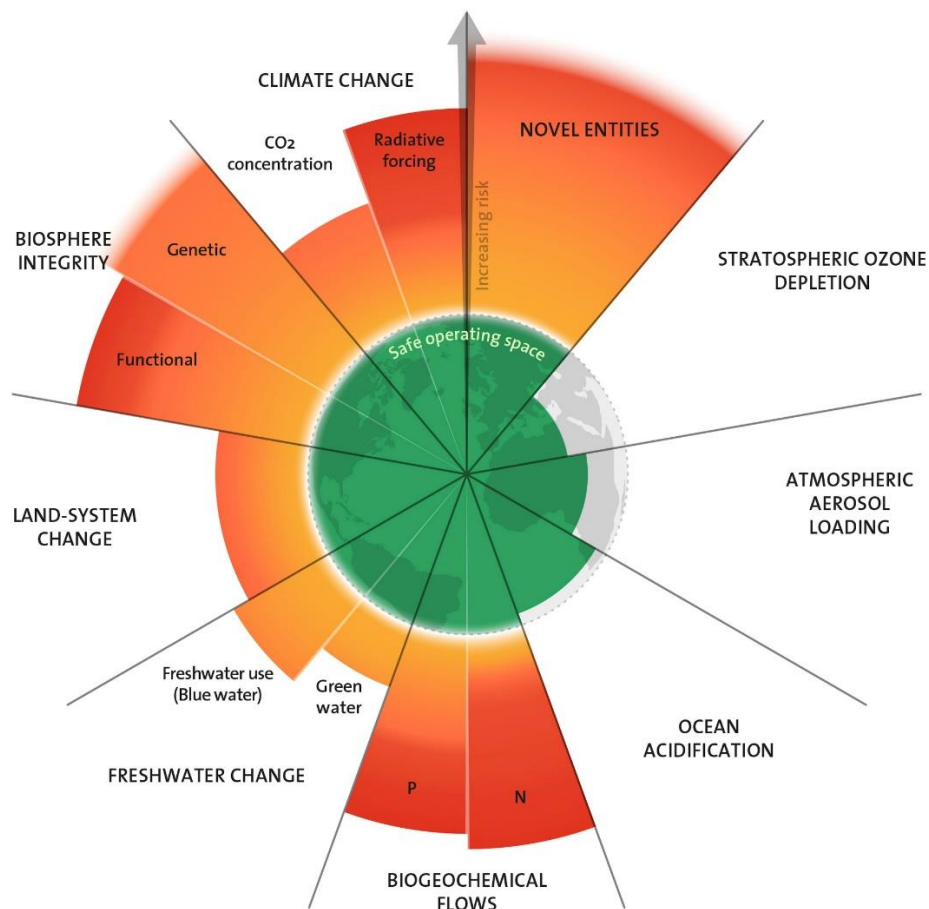 CLIMATE CHANGE
CO2
concentration
Radiative
forcing
Increasing risk
NOVEL ENTITIES
STRATOSPHERIC OZONE
DEPLETION
ATMOSPHERIC
AEROSOL
LOADING
OCEAN
ACIDIFICATION
BIOGEOCHEMICAL
FLOWS
P
N
FRESHWATER CHANGE
Freshwater use
(Blue water)
Green
water
LAND-SYSTEM
CHANGE
BIOSPHERE
INTEGRITY
Genetic
Functional
Safe operating space